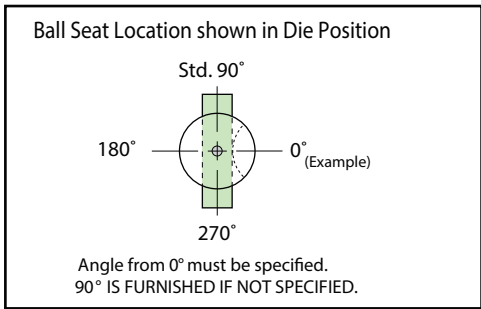 Ball Seat Location shown in Die Position
Std. 90°
180°
0°
(Example)
270°
Angle from 0° must be specified.
90° IS FURNISHED IF NOT SPECIFIED.